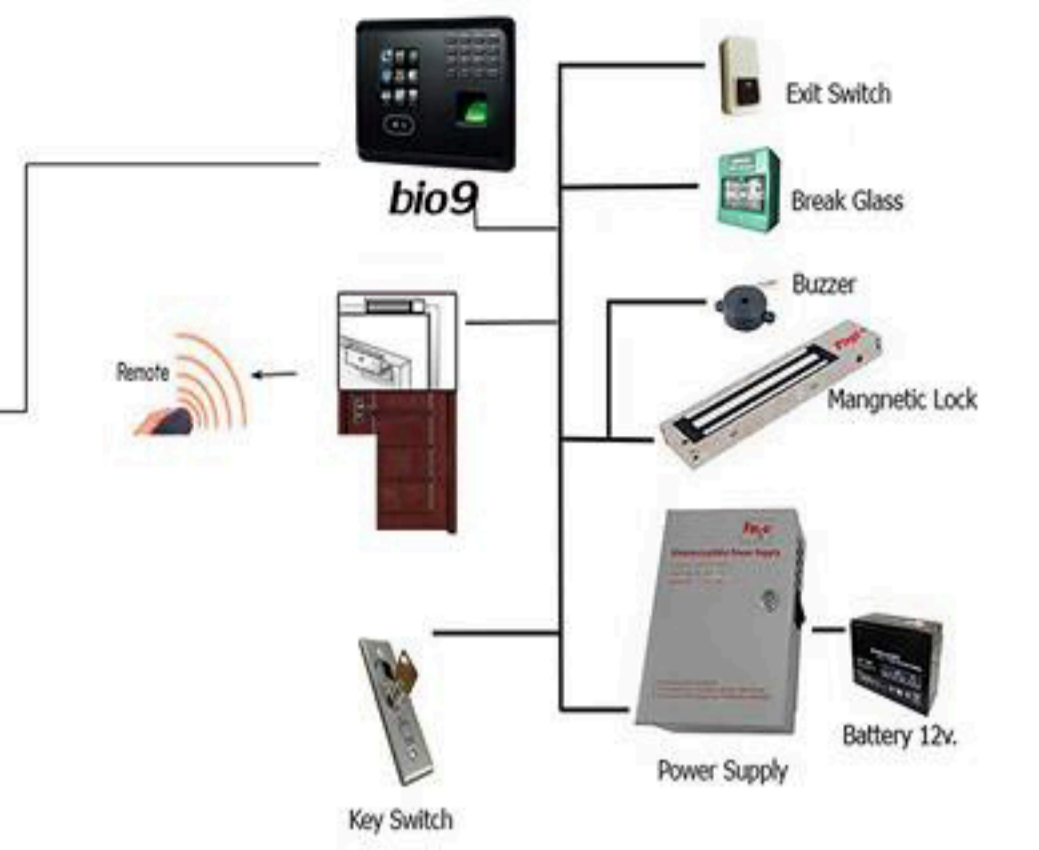 bio9
Exit Switch
Break Glass
Buzzer
Remote
Mangnetic Lock
Battery 12v.
Power Supply
Key Switch